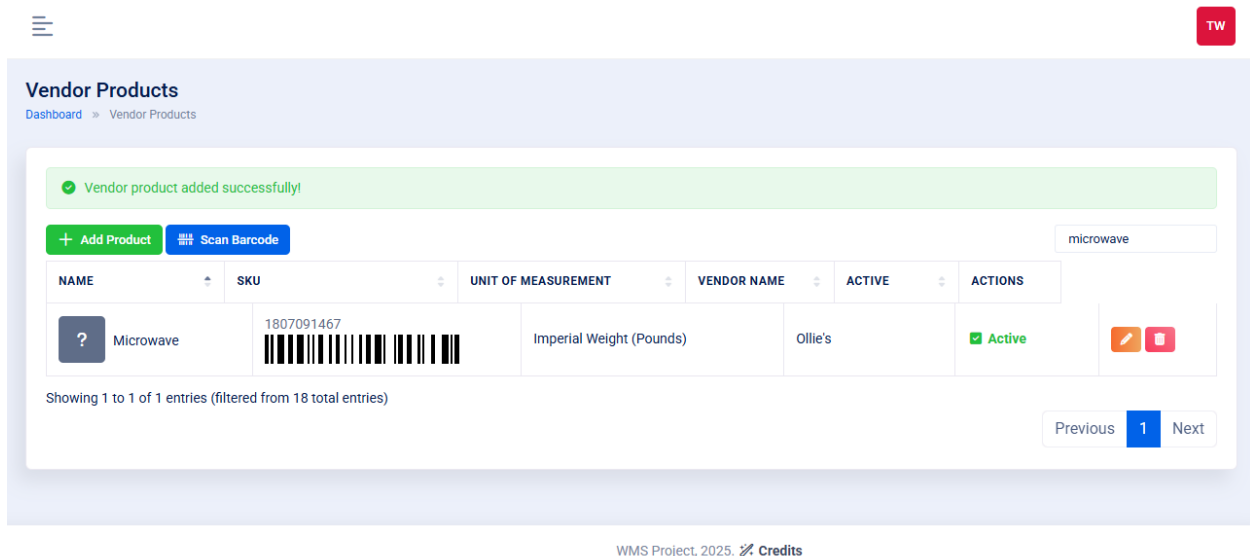 TW
Vendor Products
Dashboard » Vendor Products
Vendor product added successfully!
+ Add Product Scan Barcode microwave
NAME SKU UNIT OF MEASUREMENT VENDOR NAME ACTIVE ACTIONS
1807091467
? Microwave Imperial Weight (Pounds) Ollie's Active
Showing 1 to 1 of 1 entries (filtered from 18 total entries)
Previous 1 Next
WMS Project, 2025. Credits